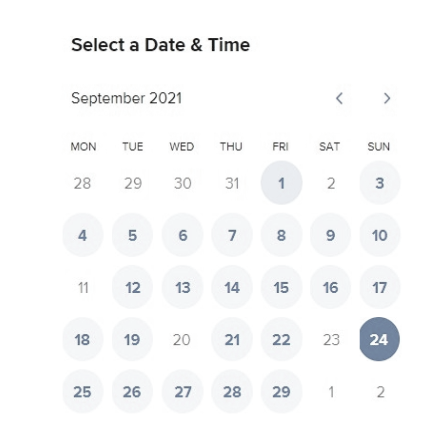 Select a Date & Time
September 2021
MON TUE WED THU FRI SAT SUN
28 29 30 31 1 2 3
4 5 6 7 8 9 10
11 12 13 14 15 16 17
18 19 20 21 22 23 24
25 26 27 28 29 1 2